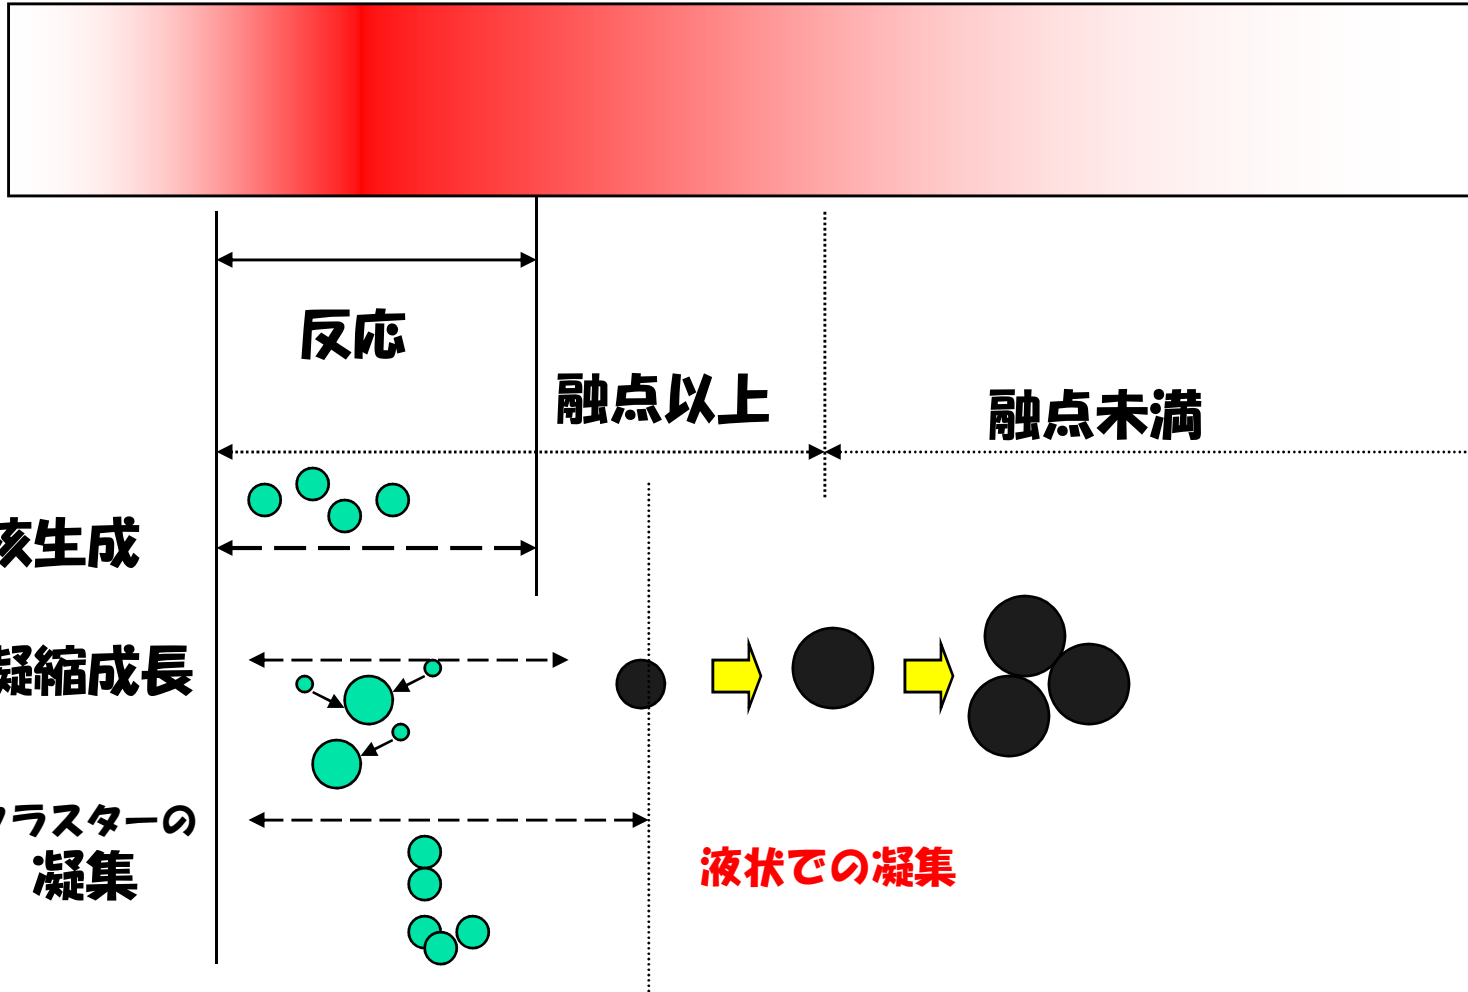 反応
融点以上
融点未満
核生成
凝縮成長
クラスターの
凝集
液状での凝集